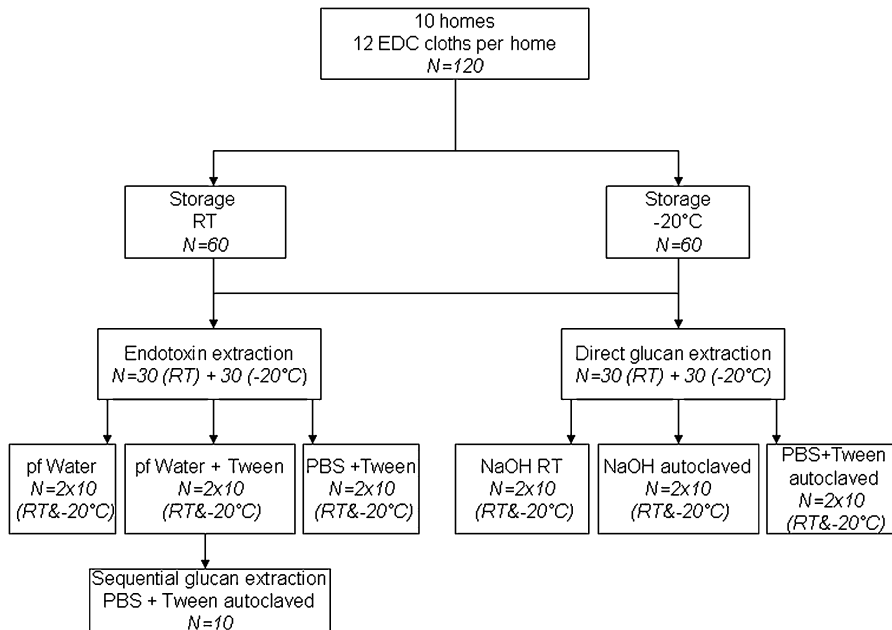 10 homes
12 EDC cloths per home
N=120
Storage
RT
N=60
Storage
-20°C
N=60
Endotoxin extraction
N=30 (RT) + 30 (-20°C)
Direct glucan extraction
N=30 (RT) + 30 (-20°C)
pf Water
N=2x10
(RT&-20°C)
pf Water + Tween
N=2x10
(RT&-20°C)
PBS +Tween
N=2x10
(RT&-20°C)
NaOH RT
N=2x10
(RT&-20°C)
NaOH autoclaved
N=2x10
(RT&-20°C)
PBS+Tween
autoclaved
N=2x10
(RT&-20°C)
Sequential glucan extraction
PBS + Tween autoclaved
N=10